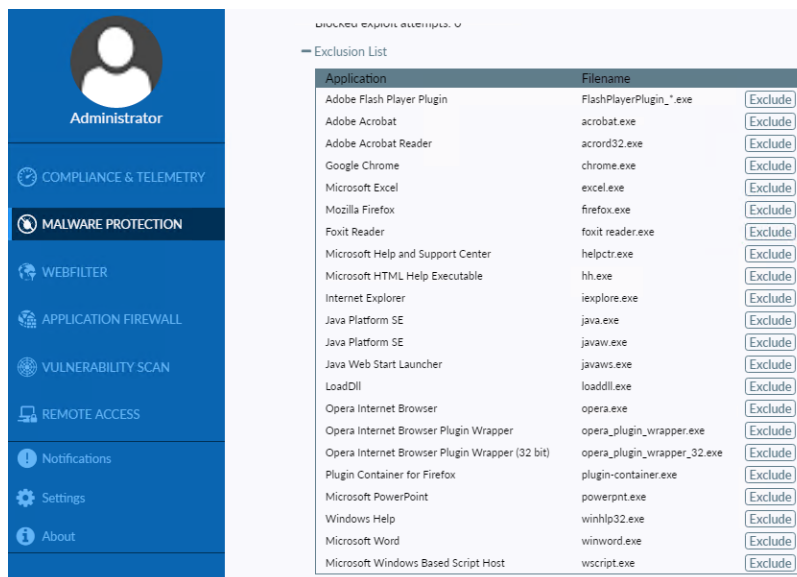 Administrator
COMPLIANCE & TELEMETRY
MALWARE PROTECTION
WEBFILTER
APPLICATION FIREWALL
VULNERABILITY SCAN
REMOTE ACCESS
Notifications
Settings
About
Blocked exploit attempts: 0
Exclusion List
Application Filename
Adobe Flash Player Plugin FlashPlayerPlugin_*.exe Exclude
Adobe Acrobat acrobat.exe Exclude
Adobe Acrobat Reader acrord32.exe Exclude
Google Chrome chrome.exe Exclude
Microsoft Excel excel.exe Exclude
Mozilla Firefox firefox.exe Exclude
Foxit Reader foxit reader.exe Exclude
Microsoft Help and Support Center helpctr.exe Exclude
Microsoft HTML Help Executable hh.exe Exclude
Internet Explorer iexplore.exe Exclude
Java Platform SE java.exe Exclude
Java Platform SE javaw.exe Exclude
Java Web Start Launcher javaws.exe Exclude
LoadDll loaddll.exe Exclude
Opera Internet Browser opera.exe Exclude
Opera Internet Browser Plugin Wrapper opera_plugin_wrapper.exe Exclude
Opera Internet Browser Plugin Wrapper (32 bit) opera_plugin_wrapper_32.exe Exclude
Plugin Container for Firefox plugin-container.exe Exclude
Microsoft PowerPoint powerpnt.exe Exclude
Windows Help winhlp32.exe Exclude
Microsoft Word winword.exe Exclude
Microsoft Windows Based Script Host wscript.exe Exclude